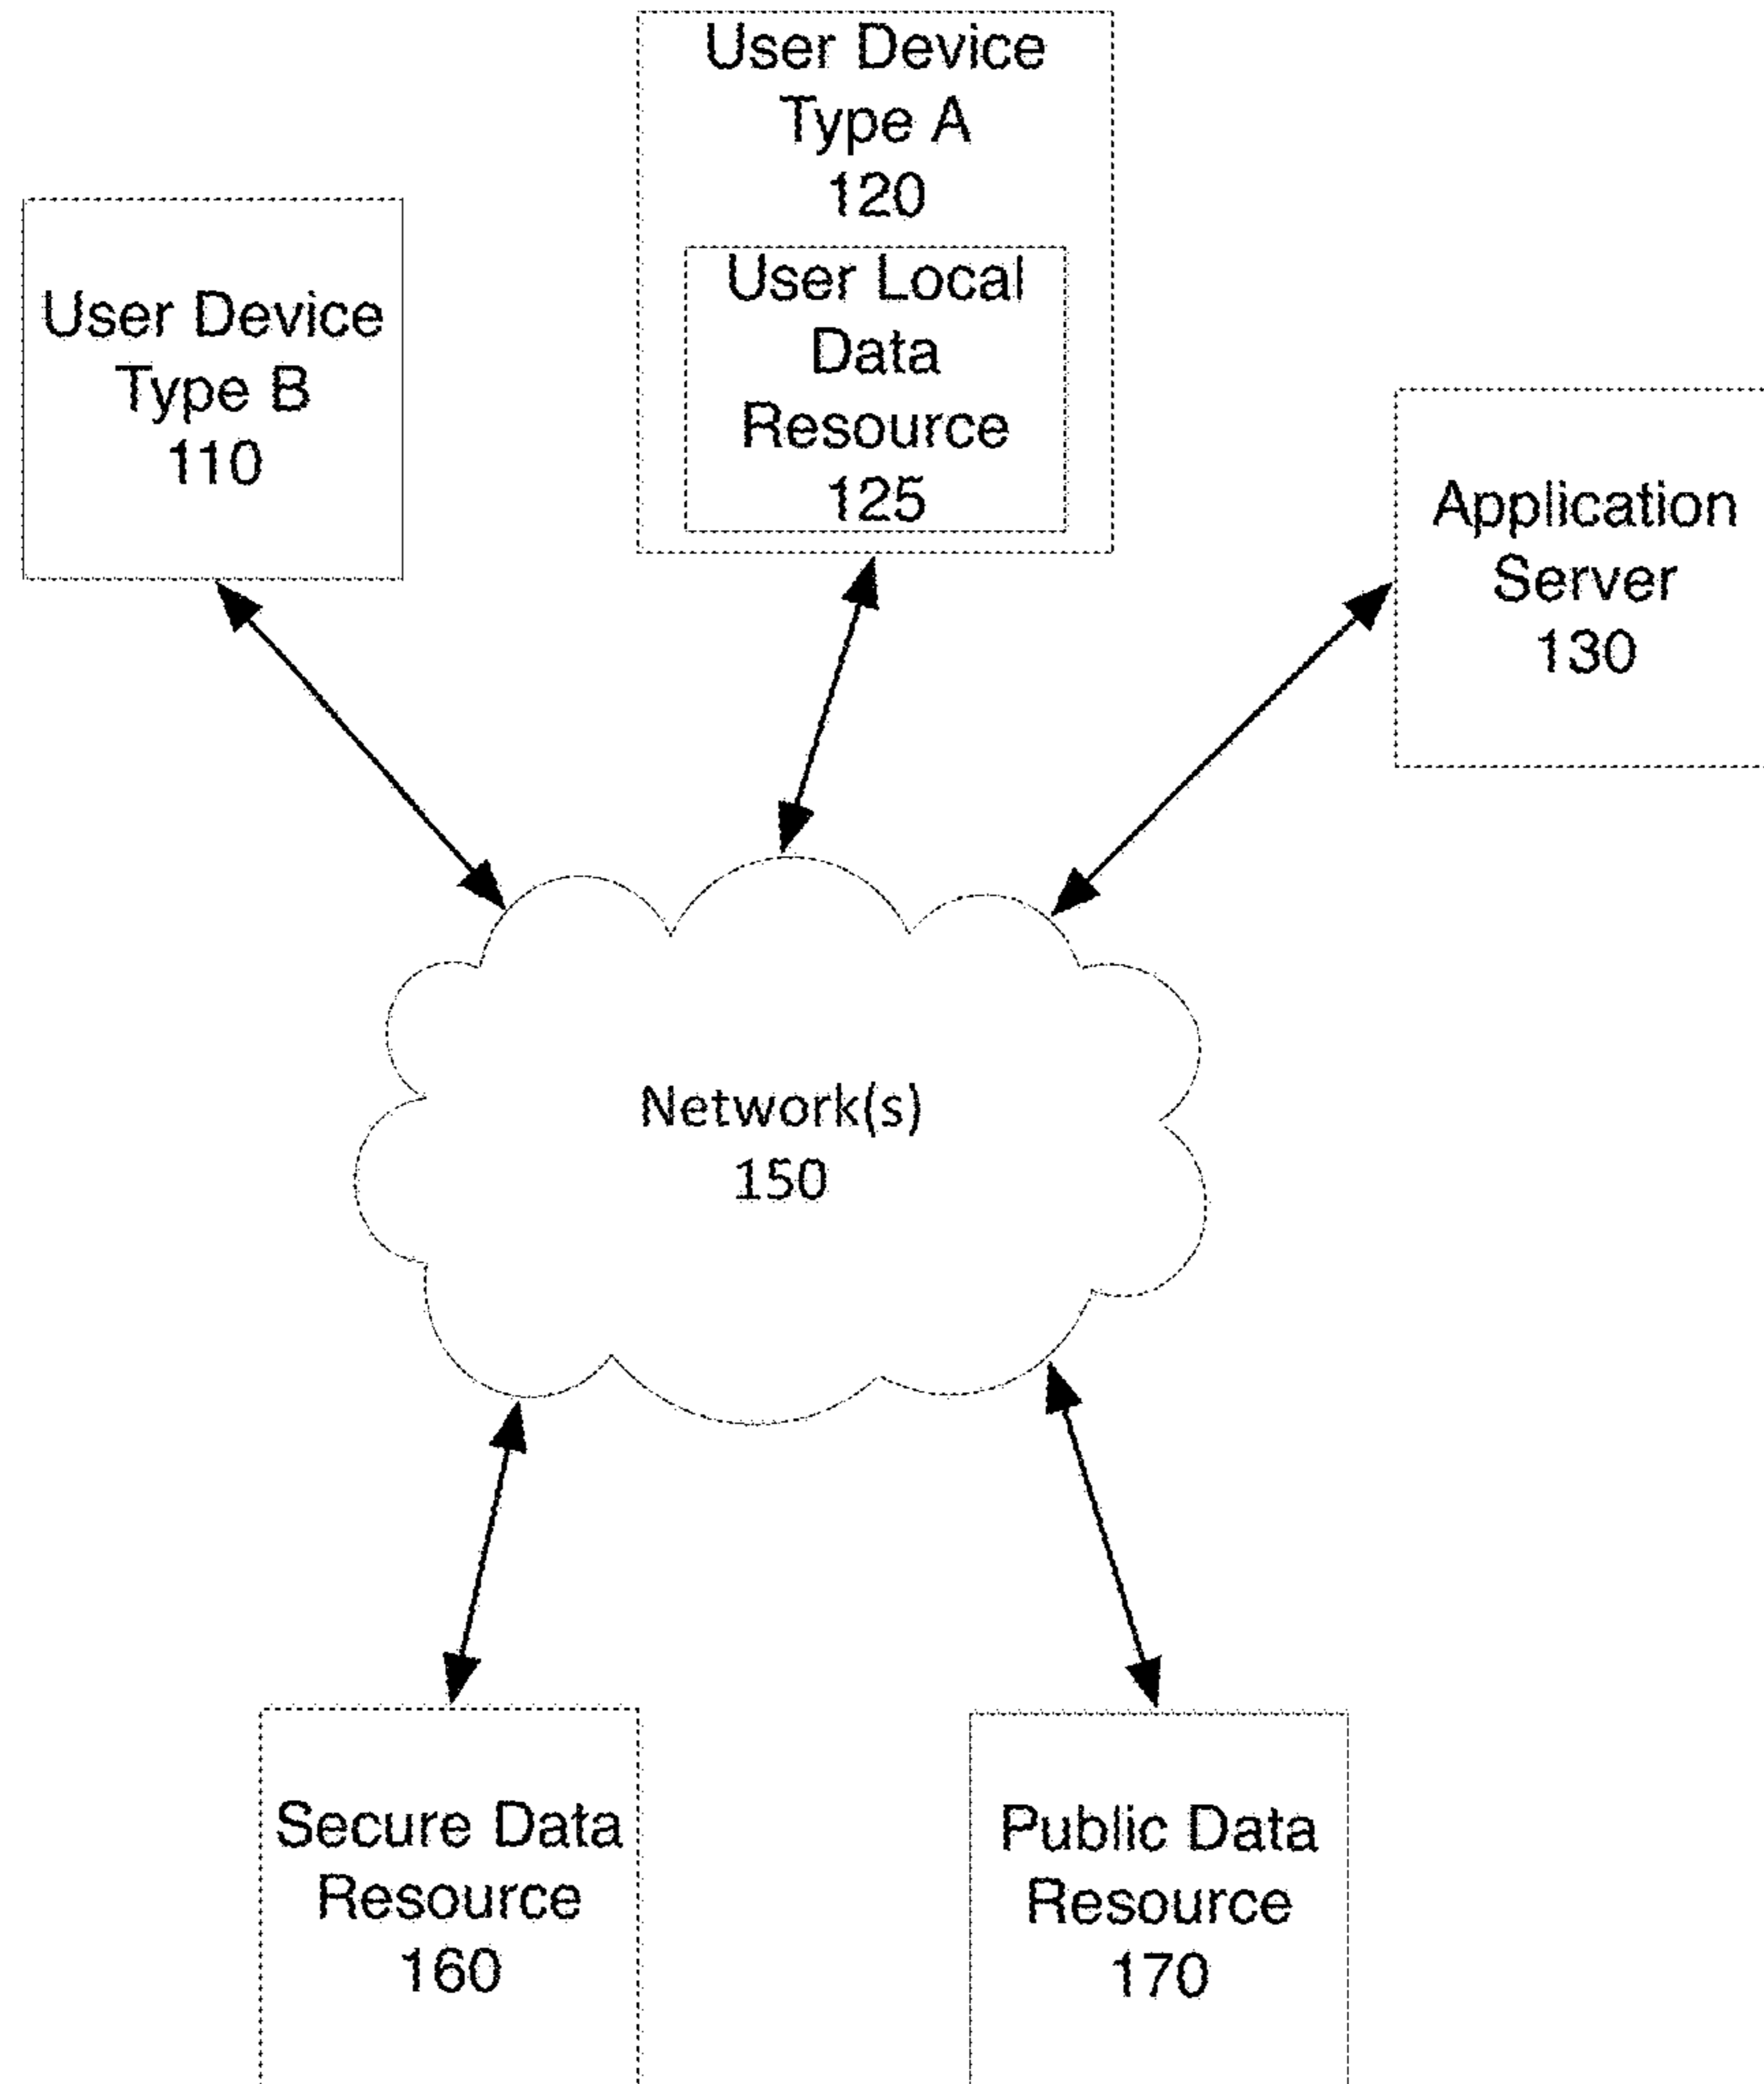 User Device
Type A
120
User Local
Data
Resource
125
User Device
Type B
110
Application
Server
130
Network(s)
150
Secure Data
Resource
160
Public Data
Resource
170